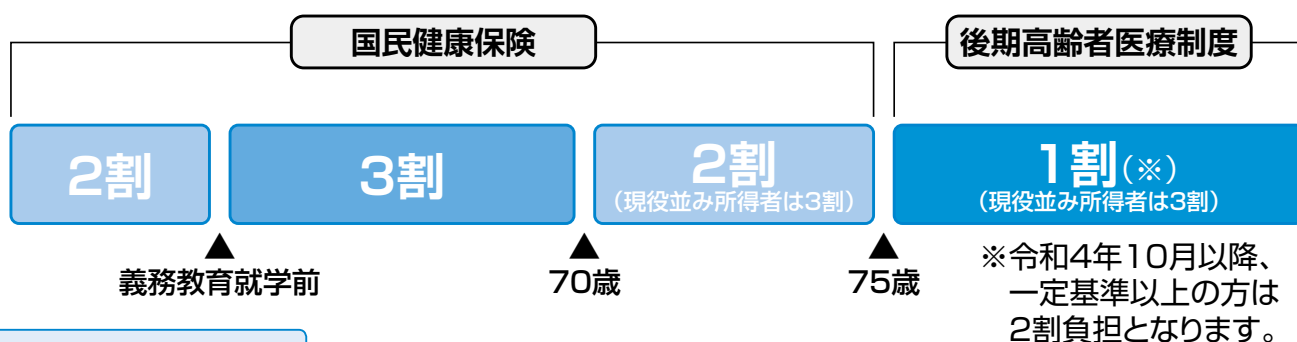 国民健康保険
後期高齢者医療制度
2割
3割
2割
(現役並み所得者は3割)
1割(※)
(現役並み所得者は3割)
義務教育就学前
70歳
75歳
※令和4年10月以降、
一定基準以上の方は
2割負担となります。